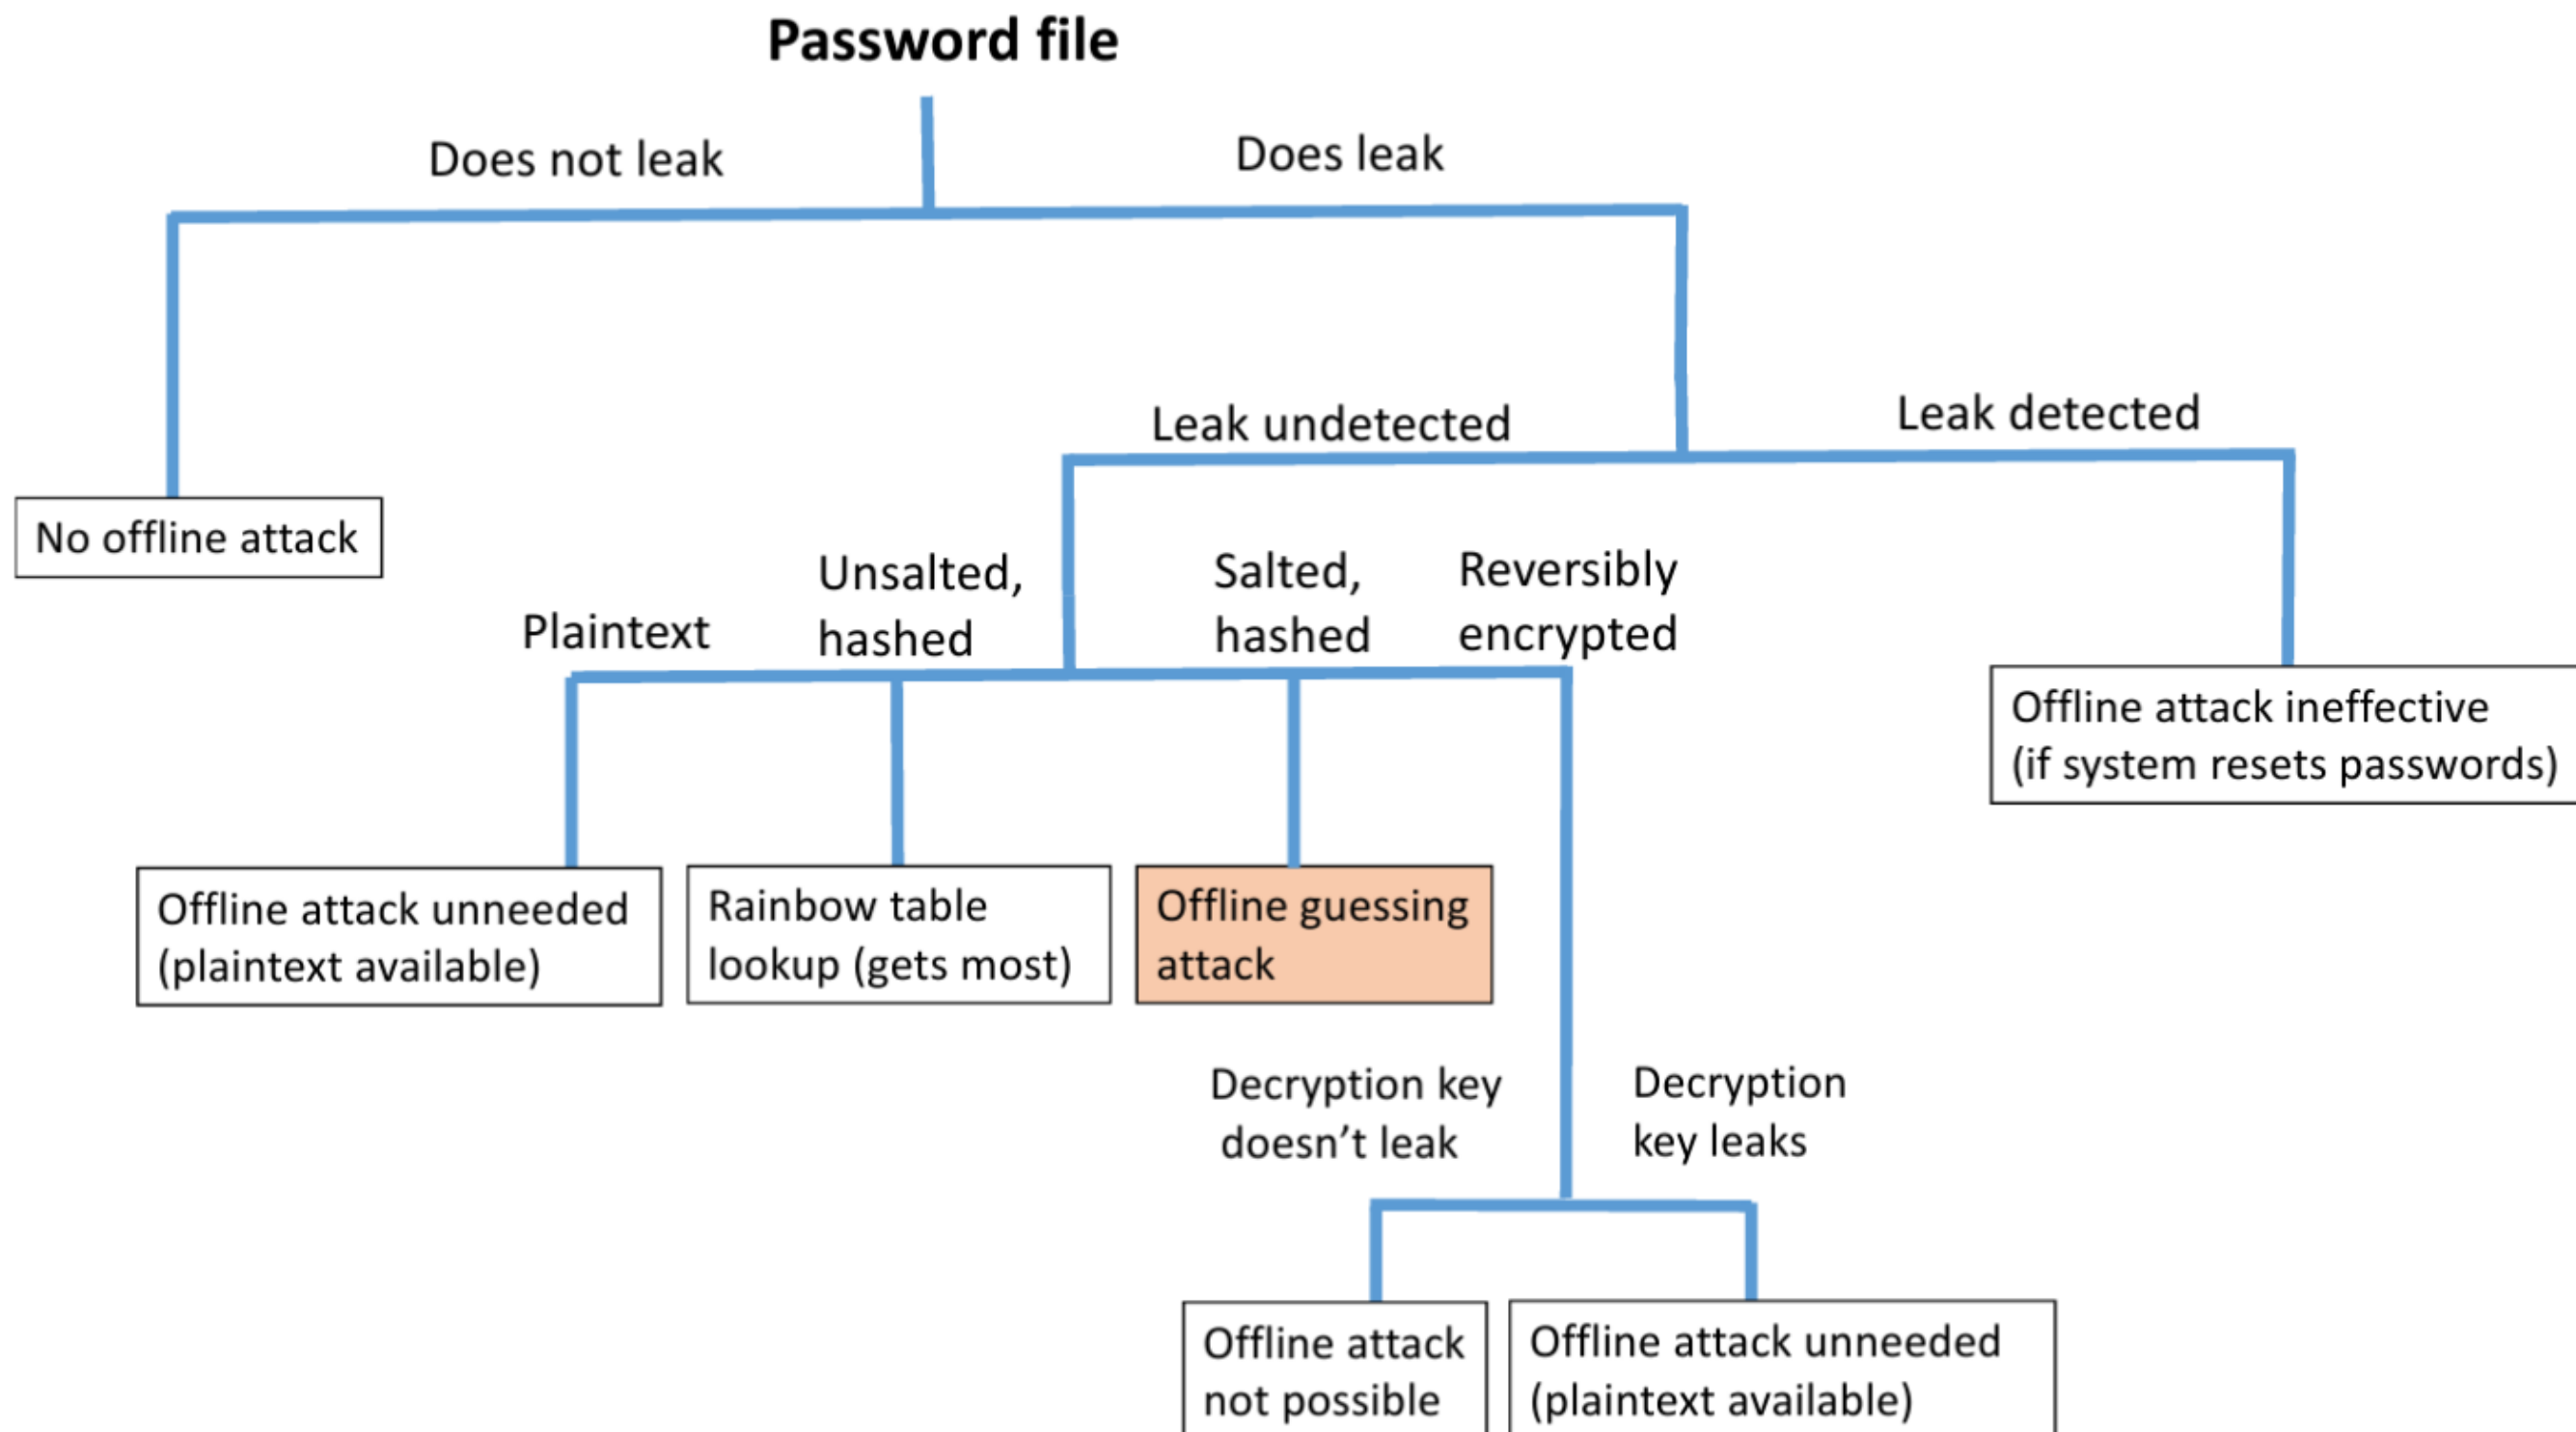 Password file
Does not leak
Does leak
Leak undetected
Leak detected
No offline attack
Plaintext
Unsalted,
hashed
Salted,
hashed
Reversibly
encrypted
Offline attack ineffective
(if system resets passwords)
Offline attack unneeded
(plaintext available)
Rainbow table
lookup (gets most)
Offline guessing
attack
Decryption key
doesn’t leak
Decryption
key leaks
Offline attack
not possible
Offline attack unneeded
(plaintext available)